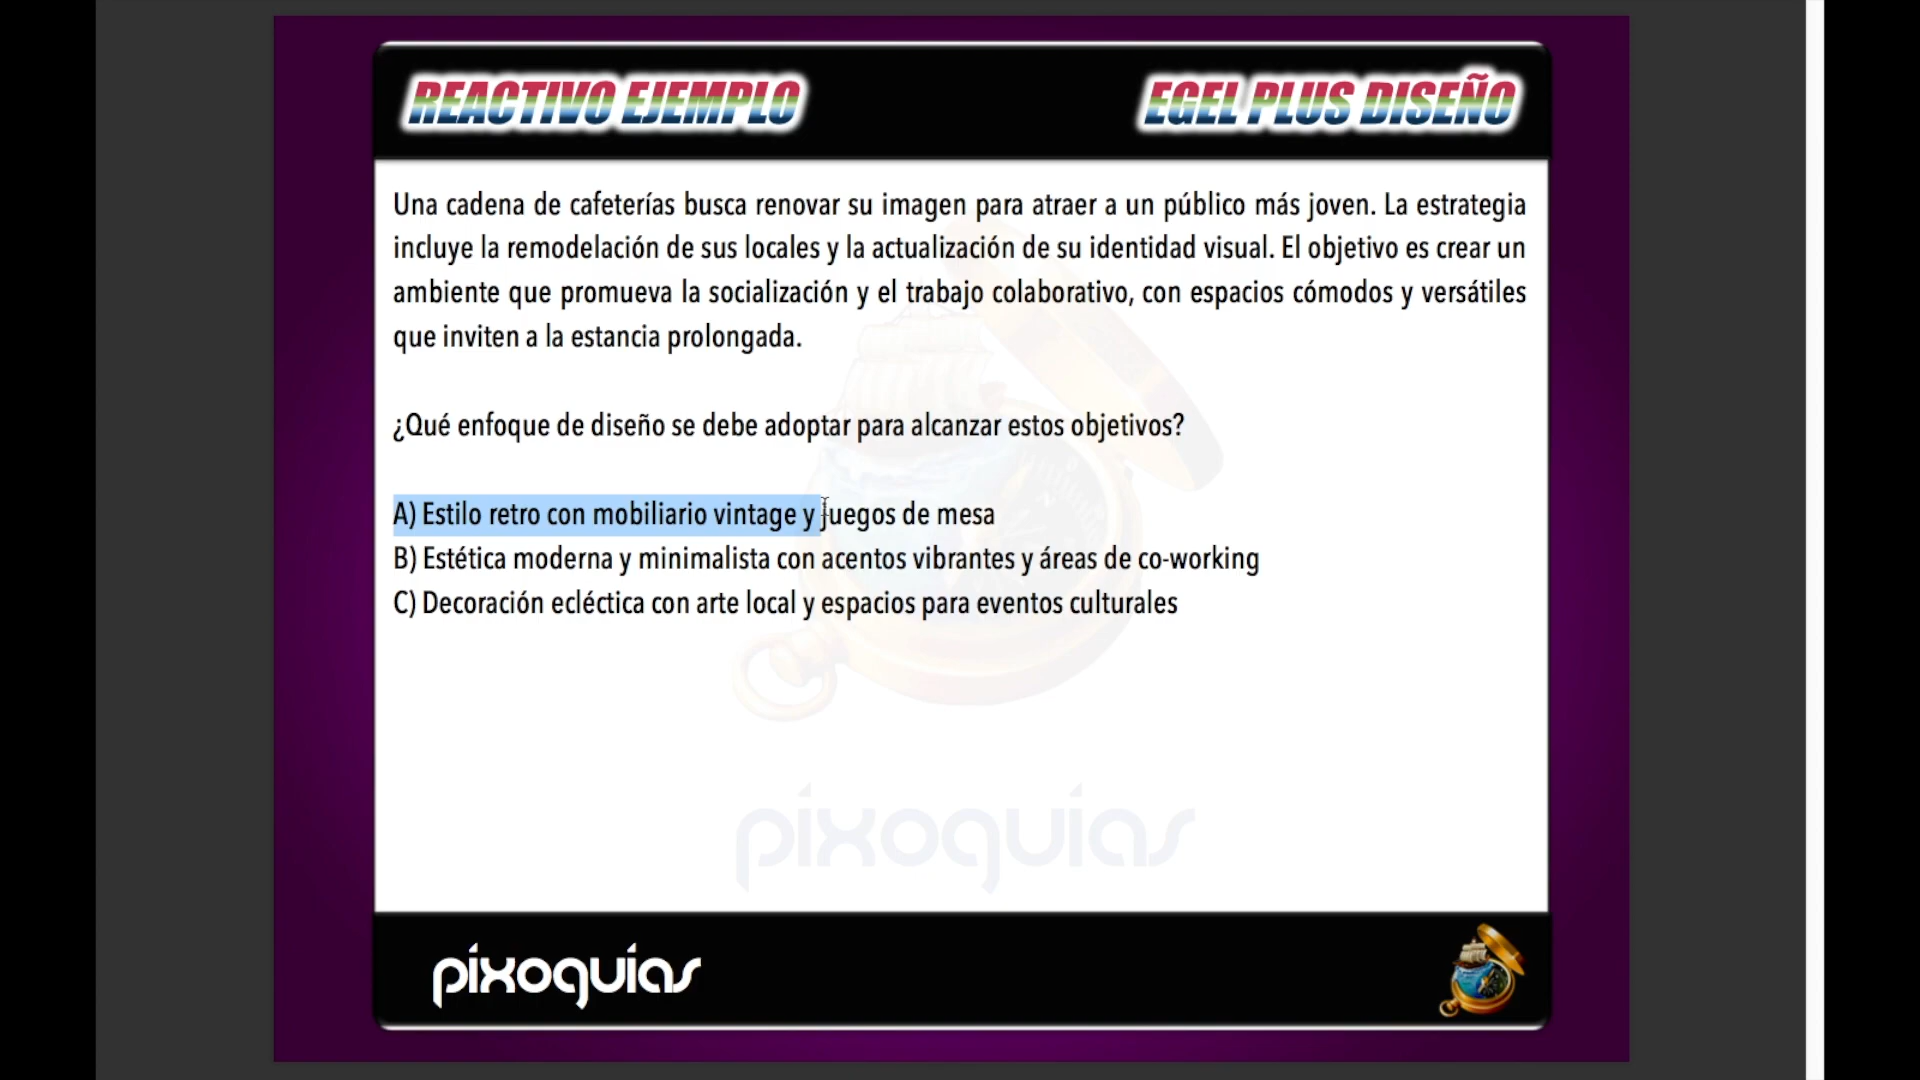 REACTIVO EJEMPLO
EGEL PLUS DISEÑO
Una cadena de cafeterías busca renovar su imagen para atraer a un público más joven. La estrategia
incluye la remodelación de sus locales y la actualización de su identidad visual. El objetivo es crear un
ambiente que promueva la socialización y el trabajo colaborativo, con espacios cómodos y versátiles
que inviten a la estancia prolongada.
¿Qué enfoque de diseño se debe adoptar para alcanzar estos objetivos?
A) Estilo retro con mobiliario vintage y juegos de mesa
B) Estética moderna y minimalista con acentos vibrantes y áreas de co-working
C) Decoración ecléctica con arte local y espacios para eventos culturales
pixoguias
pixoguias